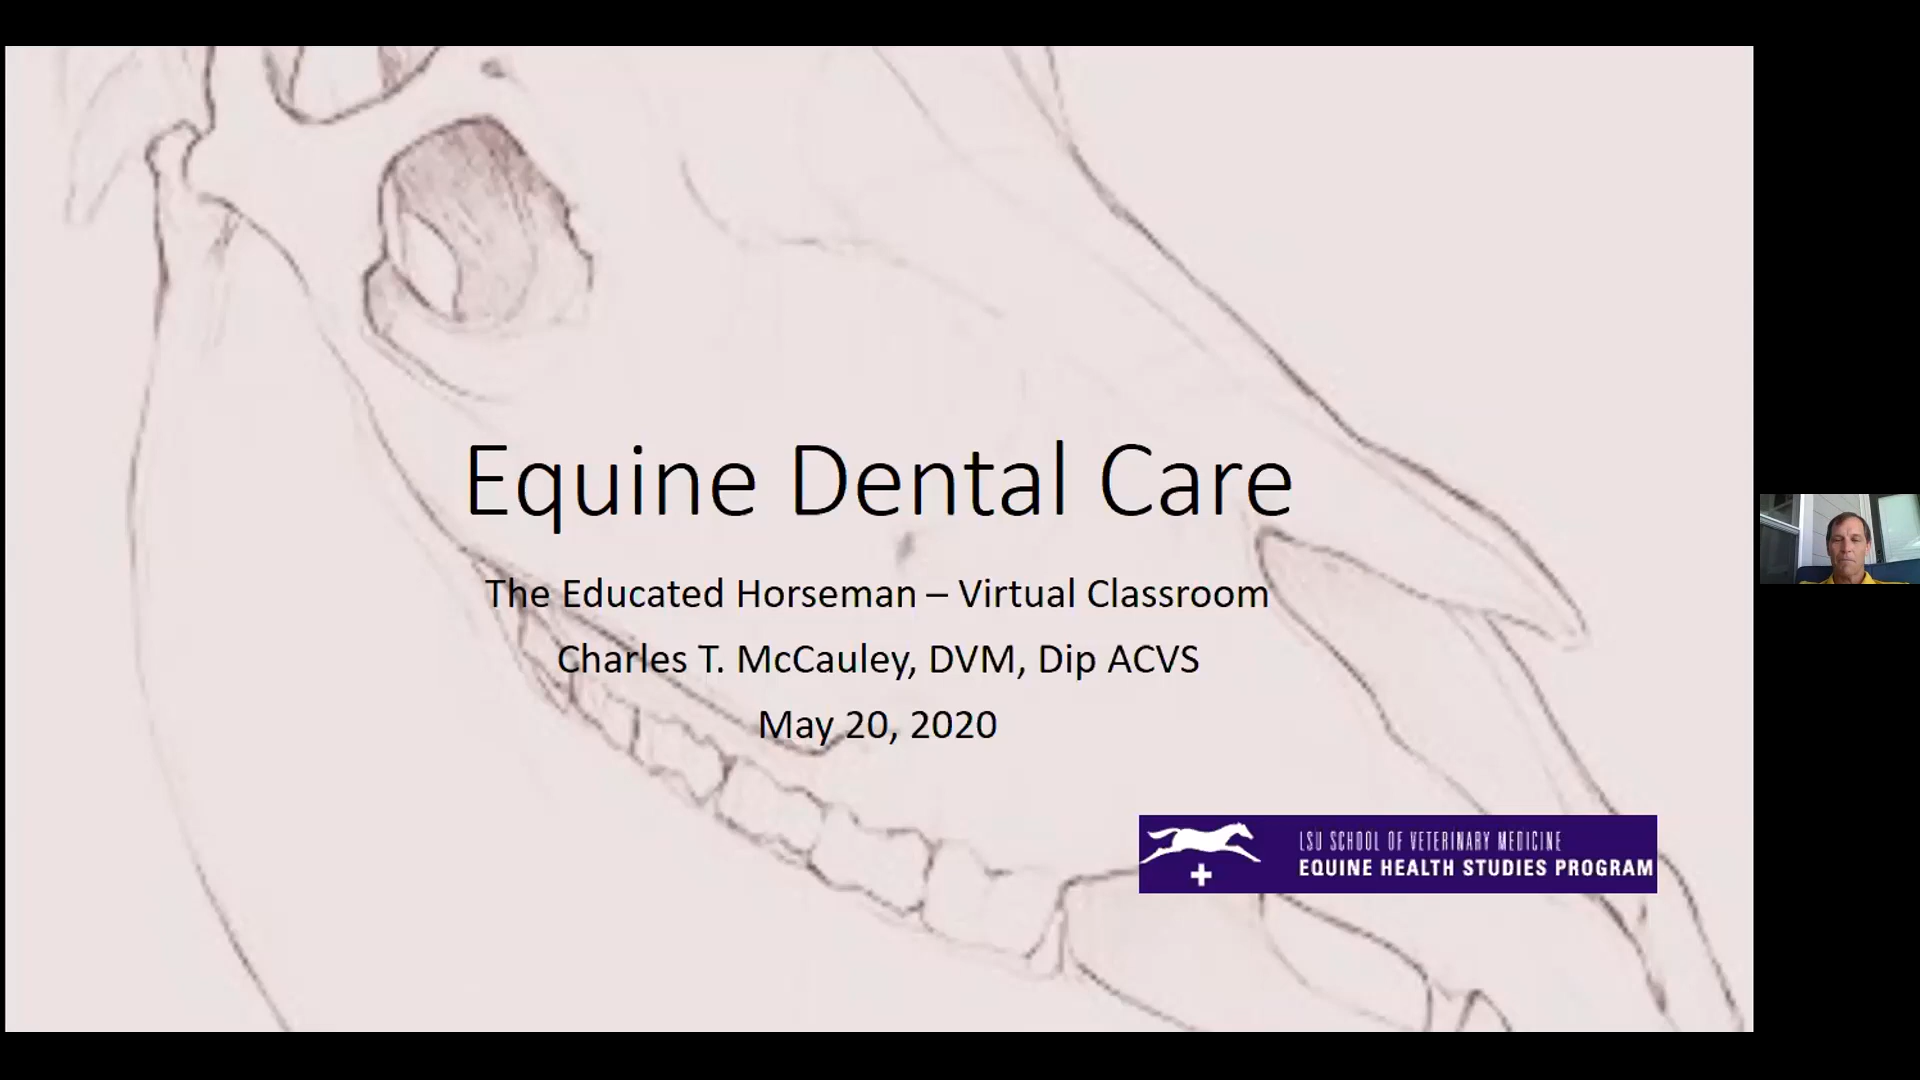 Equine Dental Care
The Educated Horseman – Virtual Classroom
Charles T. McCauley, DVM, Dip ACVS
May 20, 2020
LSU SCHOOL OF VETERINARY MEDICINE
EQUINE HEALTH STUDIES PROGRAM